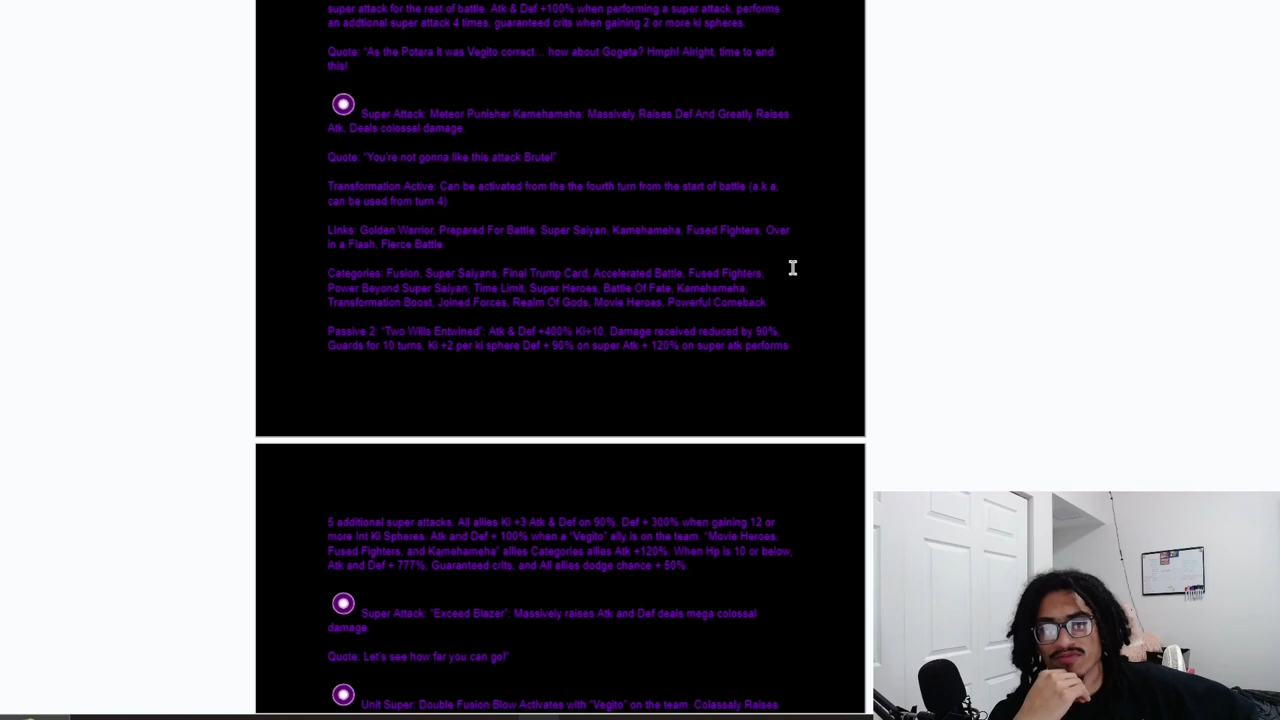 super attack for the rest of battle. Atk & Def +100% when performing a super attack, performs
an addtional super attack 4 times, guaranteed crits when gaining 2 or more ki spheres.
Quote: “As the Potara it was Vegito correct… how about Gogeta? Hmph! Alright, time to end
this!
Super Attack: Meteor Punisher Kamehameha: Massively Raises Def And Greatly Raises
Atk, Deals colossal damage.
Quote: “You’re not gonna like this attack Brute!”
Transformation Active: Can be activated from the the fourth turn from the start of battle (a.k.a,
can be used from turn 4)
Links: Golden Warrior, Prepared For Battle, Super Saiyan, Kamehameha, Fused Fighters, Over
in a Flash, Fierce Battle
Categories: Fusion, Super Saiyans, Final Trump Card, Accelerated Battle, Fused Fighters,
Power Beyond Super Saiyan, Time Limit, Super Heroes, Battle Of Fate, Kamehameha,
Transformation Boost, Joined Forces, Realm Of Gods, Movie Heroes, Powerful Comeback
Passive 2: “Two Wills Entwined”: Atk & Def +400% Ki+10, Damage received reduced by 90%,
Guards for 10 turns, Ki +2 per ki sphere Def + 90% on super Atk + 120% on super atk performs
5 additional super attacks. All allies Ki +3 Atk & Def on 90%. Def + 300% when gaining 12 or
more Int Ki Spheres. Atk and Def + 100% when a “Vegito” ally is on the team. “Movie Heroes,
Fused Fighters, and Kamehameha” allies Categories allies Atk +120%. When Hp is 10 or below,
Atk and Def + 777%, Guaranteed crits, and All allies dodge chance + 50%.
Super Attack: “Exceed Blazer”: Massively raises Atk and Def deals mega colossal
damage
Quote: Let’s see how far you can go!”
Unit Super: Double Fusion Blow Activates with “Vegito” on the team. Colassaly Raises